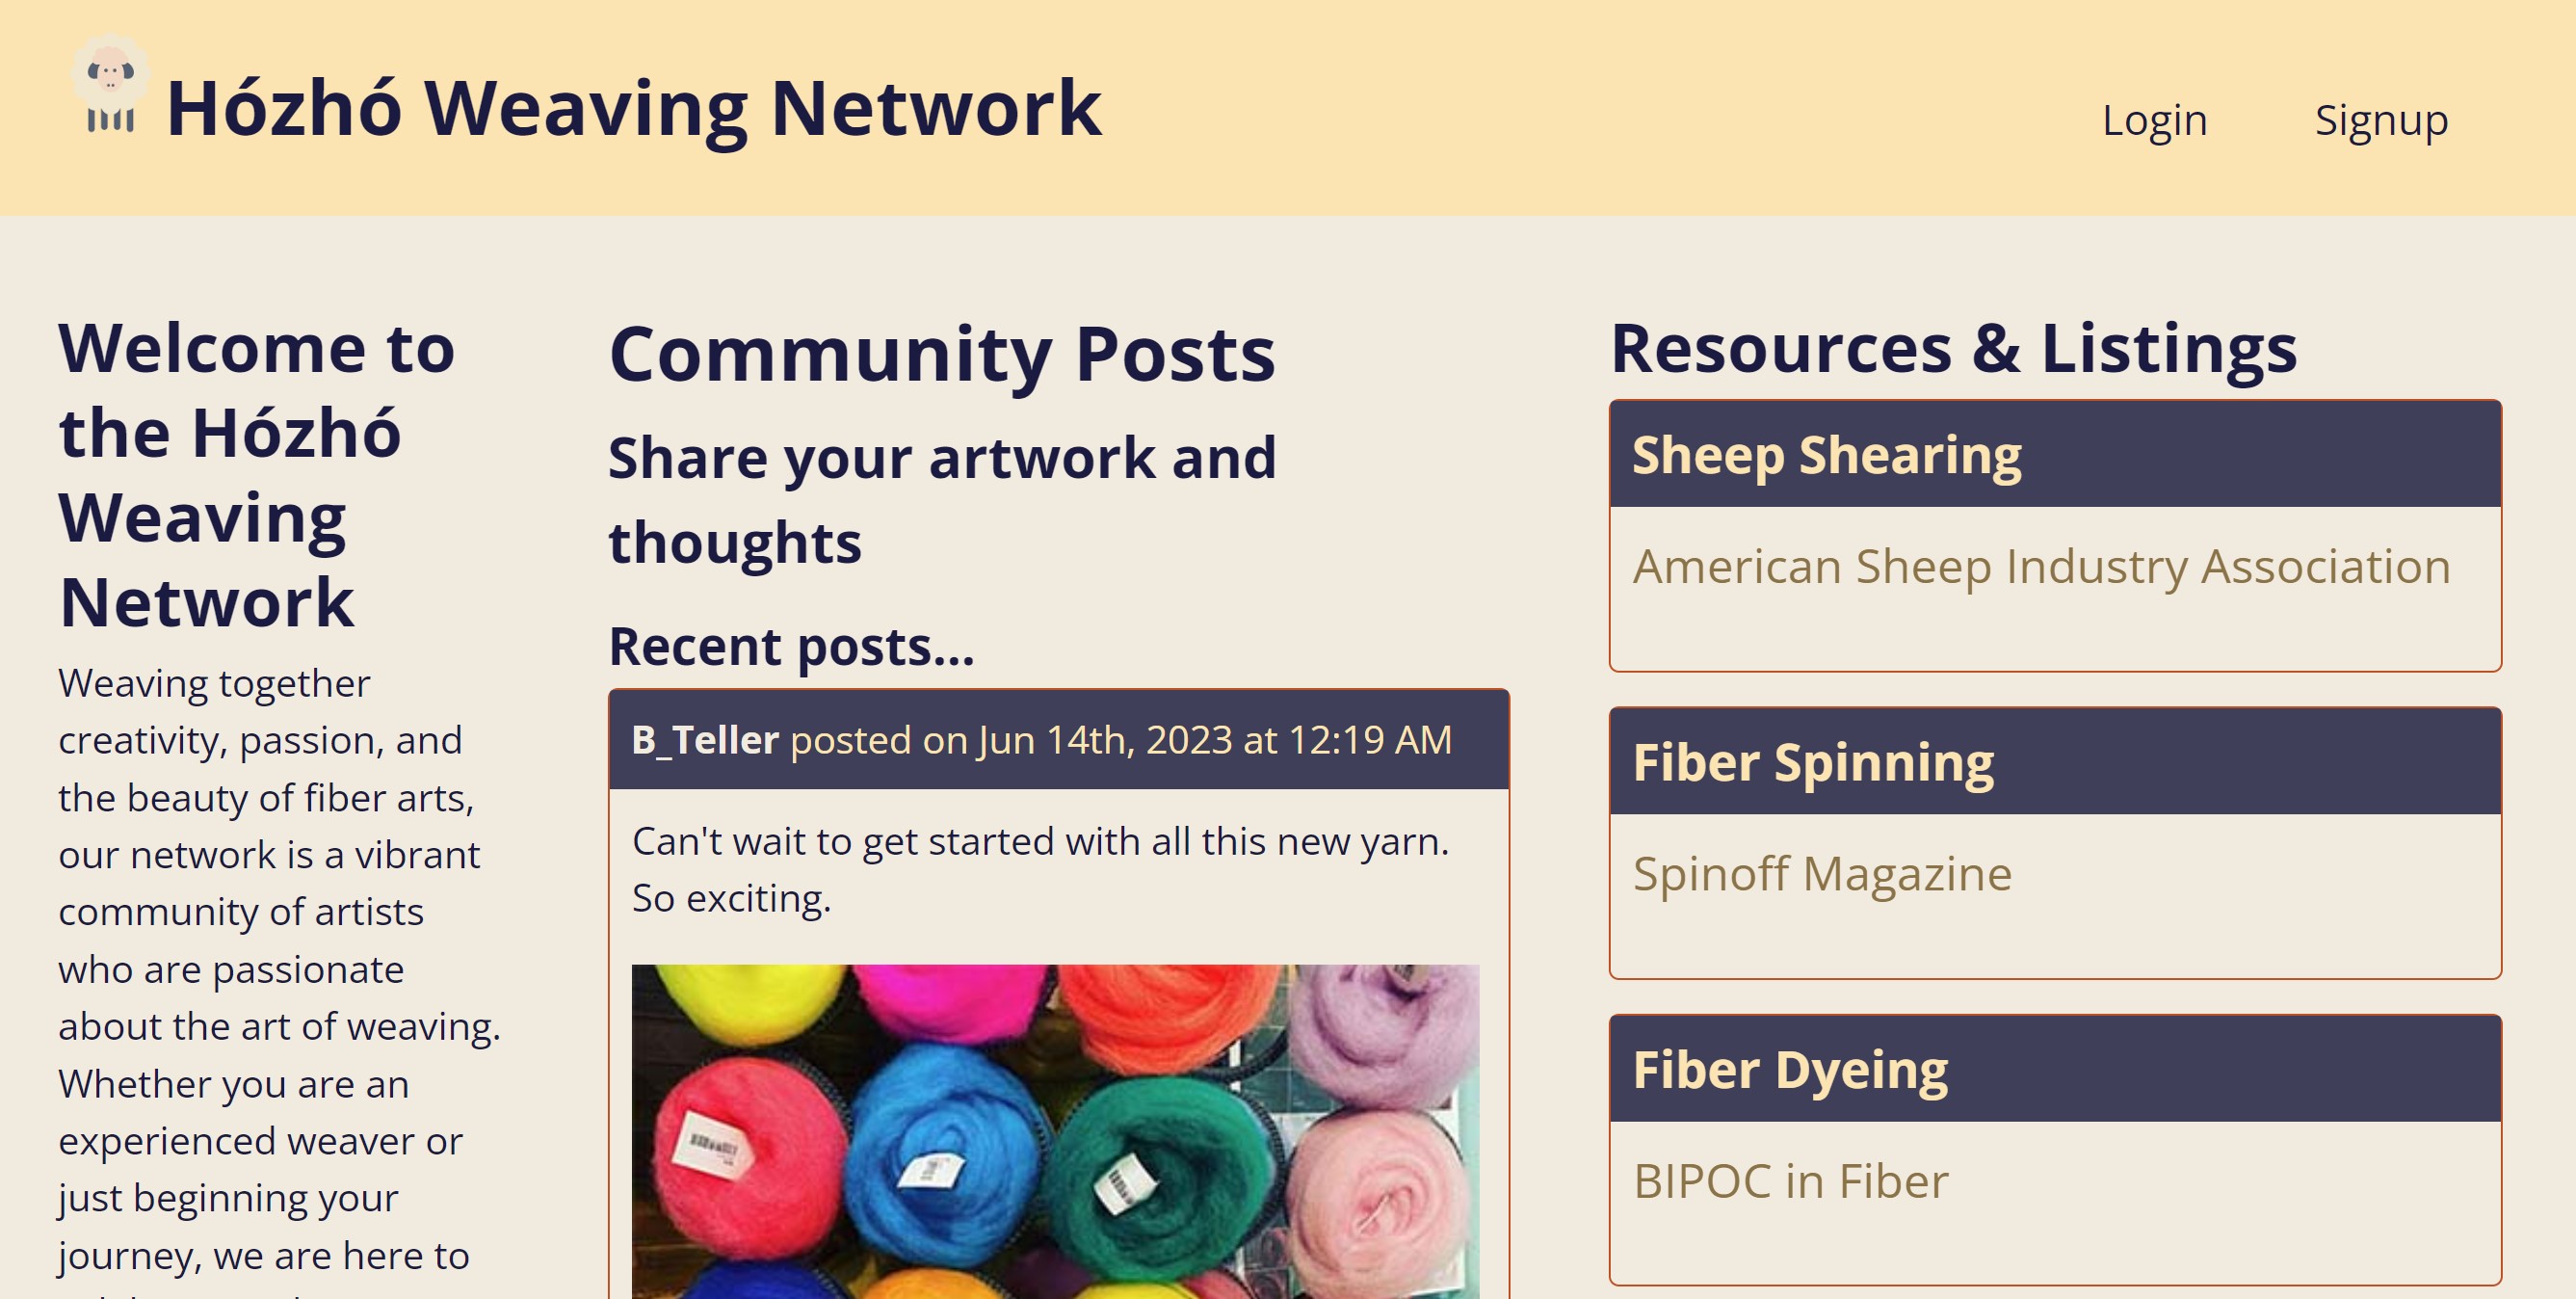 Hózhó Weaving Network
Login
Signup
Welcome to
the Hózhó
Weaving
Network
Weaving together
creativity, passion, and
the beauty of fiber arts,
our network is a vibrant
community of artists
who are passionate
about the art of weaving.
Whether you are an
experienced weaver or
just beginning your
journey, we are here to
Community Posts
Share your artwork and
thoughts
Recent posts...
B_Teller posted on Jun 14th, 2023 at 12:19 AM
Can't wait to get started with all this new yarn.
So exciting.
Resources & Listings
Sheep Shearing
American Sheep Industry Association
Fiber Spinning
Spinoff Magazine
Fiber Dyeing
BIPOC in Fiber